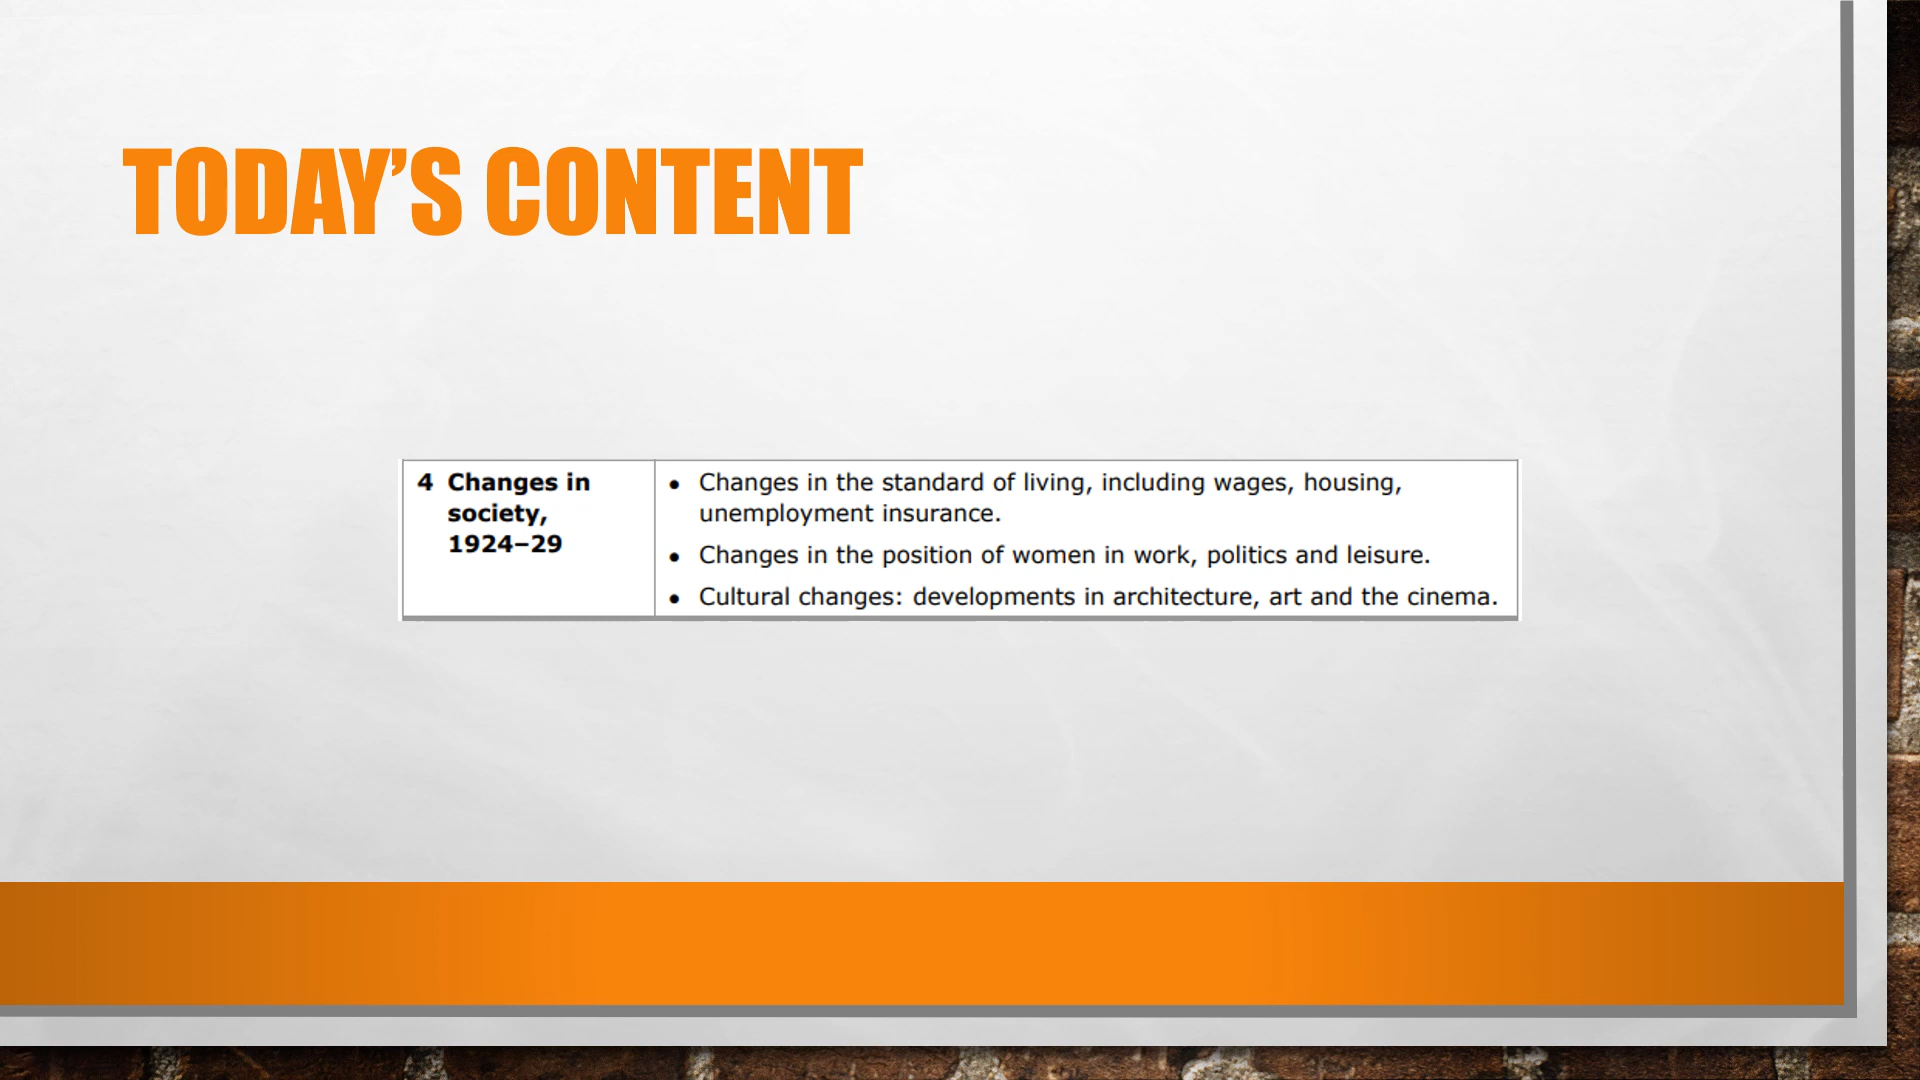 TODAY’S CONTENT
4 Changes in
society,
1924–29
• Changes in the standard of living, including wages, housing,
unemployment insurance.
• Changes in the position of women in work, politics and leisure.
• Cultural changes: developments in architecture, art and the cinema.